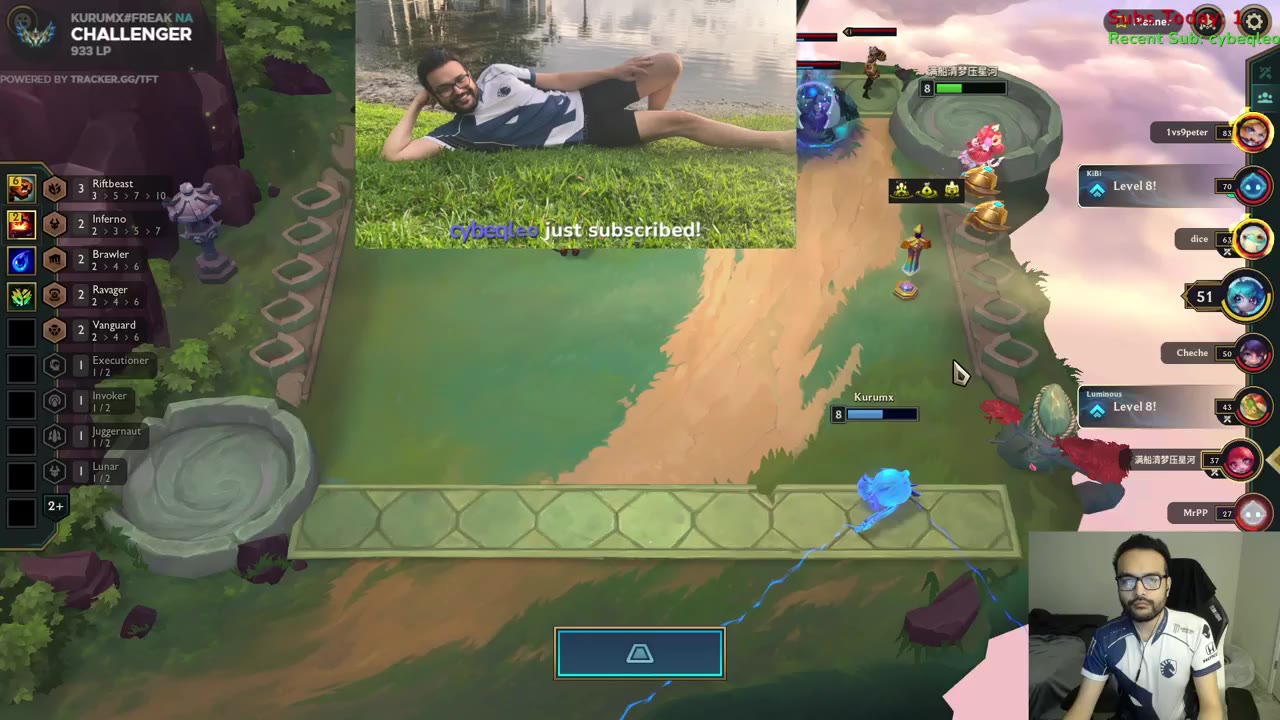 KURUMX#FREAK NA
CHALLENGER
933 LP
POWERED BY TRACKER.GG/TFT
3 Riftbeast
3 > 5 > 7 > 10
2 Inferno
2 > 3 > 5 > 7
2 Brawler
2 > 4 > 6
2 Ravager
2 > 4 > 6
2 Vanguard
2 > 4 > 6
1 Executioner
1 / 2
1 Invoker
1 / 2
1 Juggernaut
1 / 2
1 Lunar
1 / 2
2+
cybeqleo just subscribed!
满船清梦压星河
8
Kurumx
8
Subs Today: 1
Recent Sub: cybeqleo
1vs9peter 83
KiBi
Level 8! 70
dice 63
51
Cheche 50
Luminous
Level 8! 43
满船清梦压星河 37
MrPP 27